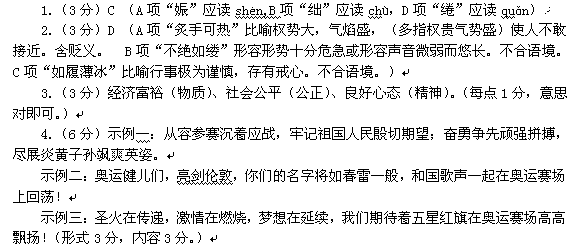 1.（3分）C （A项“娠”应读shēn,B项“绌”应读chù，D项“绻”应读quǎn）
2.（3分）D （A项“炙手可热”比喻权势大，气焰盛，（多指权贵气势盛）使人不敢
接近。含贬义。 B项“不绝如缕”形容形势十分危急或形容声音微弱而悠长。不合语境。
C项“如履薄冰”比喻行事极为谨慎，存有戒心。不合语境。）
3.（3分）经济富裕（物质）、社会公平（公正）、良好心态（精神）。（每点1分，意思
对即可。）
4.（6分）示例一：从容参赛沉着应战，牢记祖国人民殷切期望；奋勇争先顽强拼搏，
尽展炎黄子孙飒爽英姿。
示例二：奥运健儿们，亮剑伦敦，你们的名字将如春雷一般，和国歌声一起在奥运赛场
上回荡！
示例三：圣火在传递，激情在燃烧，梦想在延续，我们期待着五星红旗在奥运赛场高高
飘扬！（形式3分，内容3分。）